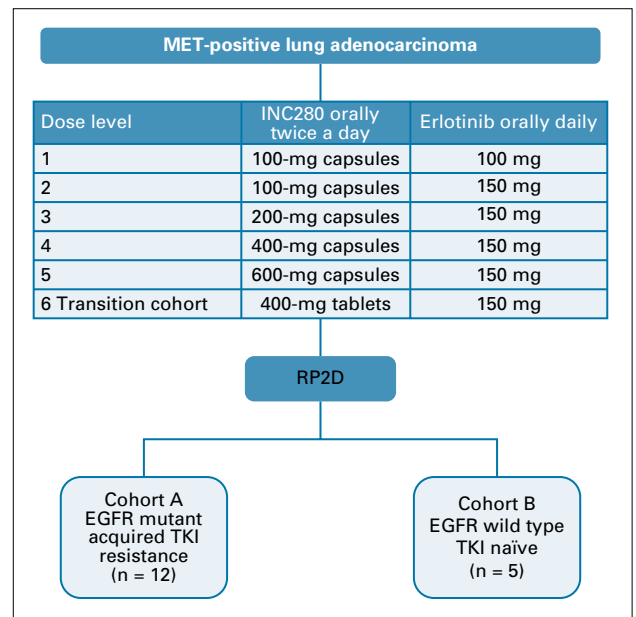 MET-positive lung adenocarcinoma
Dose level INC280 orally twice a day Erlotinib orally daily
1 100-mg capsules 100 mg
2 100-mg capsules 150 mg
3 200-mg capsules 150 mg
4 400-mg capsules 150 mg
5 600-mg capsules 150 mg
6 Transition cohort 400-mg tablets 150 mg
RP2D
Cohort A
EGFR mutant
acquired TKI
resistance
(n = 12)
Cohort B
EGFR wild type
TKI naïve
(n = 5)